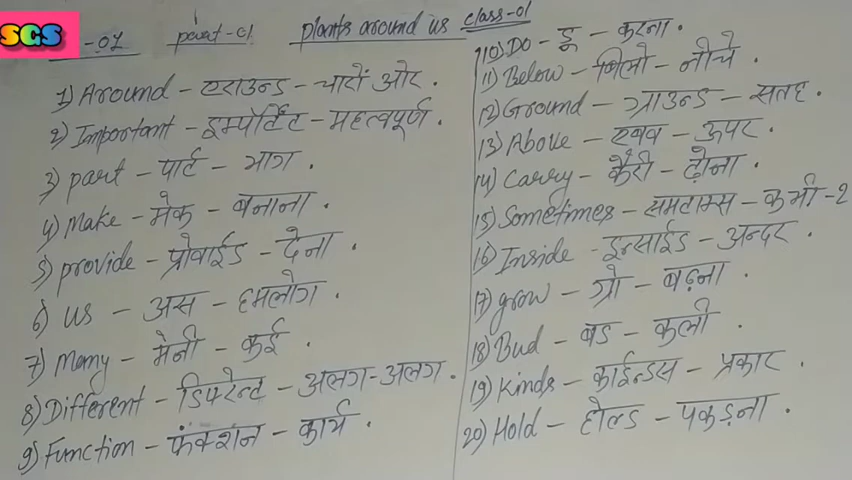 SGS
-01 part-01 plants around us class-01
1) Around - एराउन्ड - चारों ओर.
2) Important - इम्पोर्टेंट - महत्वपूर्ण.
3) part - पार्ट - भाग.
4) Make - मेक - बनाना.
5) provide - प्रोवाईड - देना.
6) us - अस - हमलोग.
7) Many - मेनी - कई.
8) Different - डिफरेन्ट - अलग-अलग.
9) Function - फंक्शन - कार्य.
10) Do - डू - करना.
11) Below - बिलो - नीचे.
12) Ground - ग्राउन्ड - सतह.
13) Above - एबव - ऊपर.
14) Carry - कैरी - ढ़ोना.
15) Sometimes - समटाम्स - कभी-2
16) Inside - इन्साईड - अन्दर.
17) grow - ग्रो - बढ़ना.
18) Bud - बड - कली.
19) Kinds - काईन्डस - प्रकार.
20) Hold - होल्ड - पकड़ना.